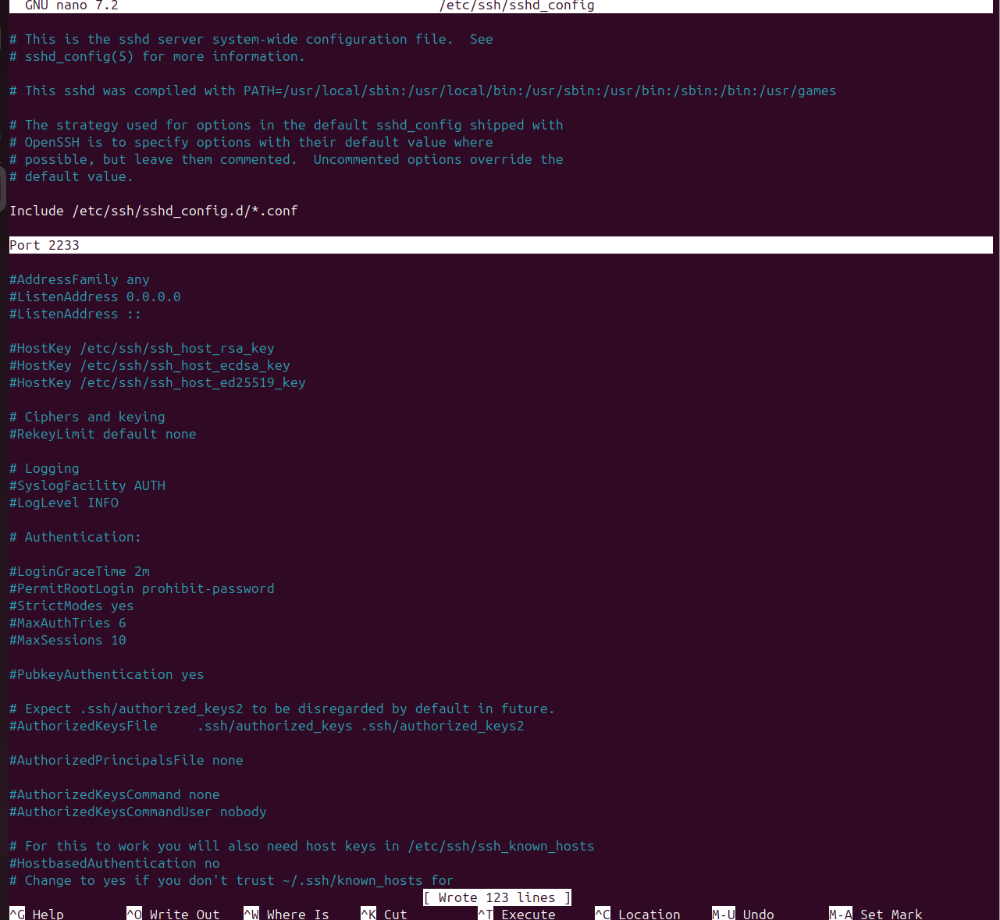 GNU nano 7.2 /etc/ssh/sshd_config
# This is the sshd server system-wide configuration file.  See
# sshd_config(5) for more information.
# This sshd was compiled with PATH=/usr/local/sbin:/usr/local/bin:/usr/sbin:/usr/bin:/sbin:/bin:/usr/games
# The strategy used for options in the default sshd_config shipped with
# OpenSSH is to specify options with their default value where
# possible, but leave them commented.  Uncommented options override the
# default value.
Include /etc/ssh/sshd_config.d/*.conf
Port 2233
#AddressFamily any
#ListenAddress 0.0.0.0
#ListenAddress ::
#HostKey /etc/ssh/ssh_host_rsa_key
#HostKey /etc/ssh/ssh_host_ecdsa_key
#HostKey /etc/ssh/ssh_host_ed25519_key
# Ciphers and keying
#RekeyLimit default none
# Logging
#SyslogFacility AUTH
#LogLevel INFO
# Authentication:
#LoginGraceTime 2m
#PermitRootLogin prohibit-password
#StrictModes yes
#MaxAuthTries 6
#MaxSessions 10
#PubkeyAuthentication yes
# Expect .ssh/authorized_keys2 to be disregarded by default in future.
#AuthorizedKeysFile     .ssh/authorized_keys .ssh/authorized_keys2
#AuthorizedPrincipalsFile none
#AuthorizedKeysCommand none
#AuthorizedKeysCommandUser nobody
# For this to work you will also need host keys in /etc/ssh/ssh_known_hosts
#HostbasedAuthentication no
# Change to yes if you don't trust ~/.ssh/known_hosts for
[ Wrote 123 lines ]
^G Help ^O Write Out ^W Where Is ^K Cut ^T Execute ^C Location M-U Undo M-A Set Mark